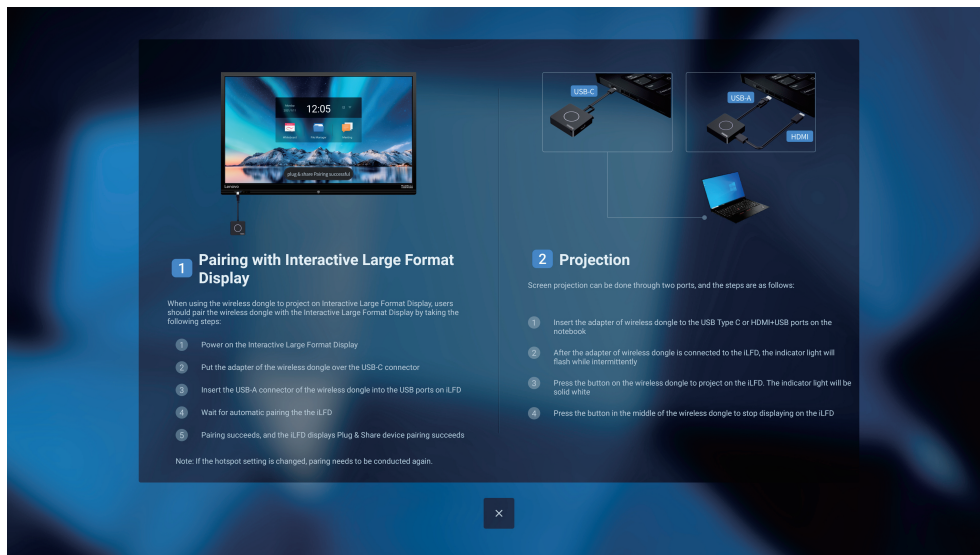 12:05
plug & share Pairing successful
Lenovo
1
Pairing with Interactive Large Format
Display
When using the wireless dongle to project on Interactive Large Format Display, users
should pair the wireless dongle with the Interactive Large Format Display by taking the
following steps:
1 Power on the Interactive Large Format Display
2 Put the adapter of the wireless dongle over the USB-C connector
3 Insert the USB-A connector of the wireless dongle into the USB ports on iLFD
4 Wait for automatic pairing the the iLFD
5 Pairing succeeds, and the iLFD displays Plug & Share device pairing succeeds
Note: If the hotspot setting is changed, paring needs to be conducted again.
USB-C
USB-A
HDMI
2 Projection
Screen projection can be done through two ports, and the steps are as follows:
1 Insert the adapter of wireless dongle to the USB Type C or HDMI+USB ports on the
notebook
2 After the adapter of wireless dongle is connected to the iLFD, the indicator light will
flash while intermittently
3 Press the button on the wireless dongle to project on the iLFD. The indicator light will be
solid white
4 Press the button in the middle of the wireless dongle to stop displaying on the iLFD